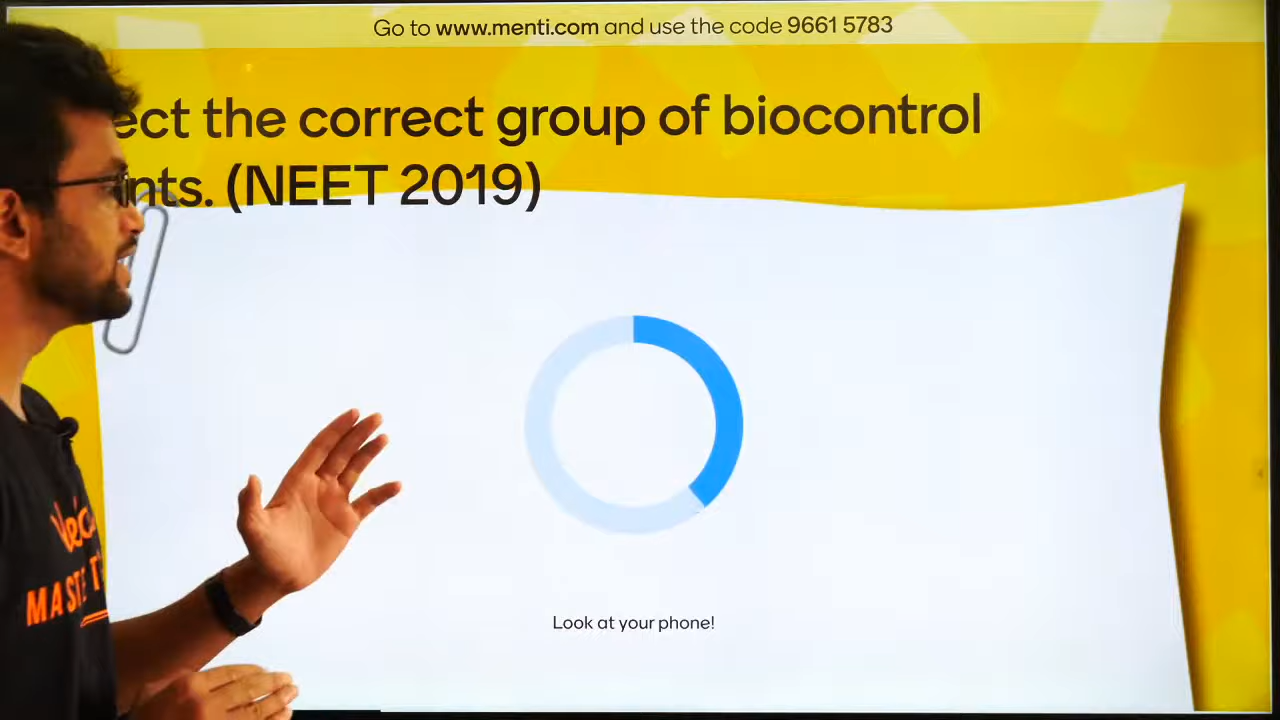 Go to www.menti.com and use the code 9661 5783
ect the correct group of biocontrol
nts. (NEET 2019)
Look at your phone!
MASTE T